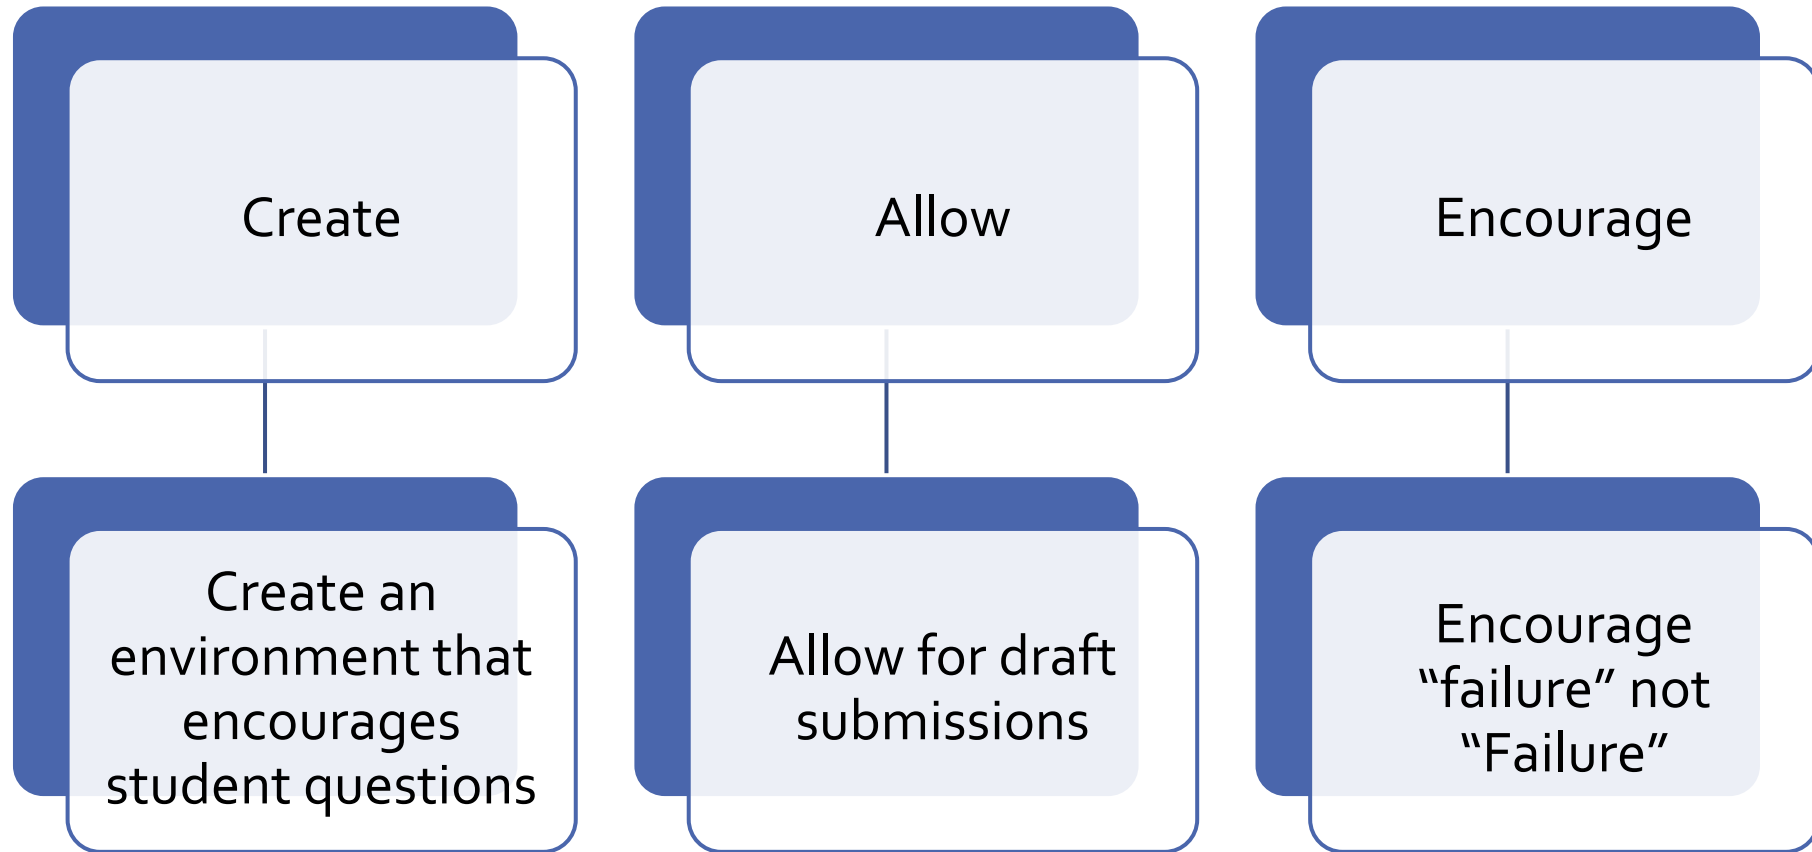 Create
Allow
Encourage
Create an
environment that
encourages
student questions
Allow for draft
submissions
Encourage
“failure” not
“Failure”